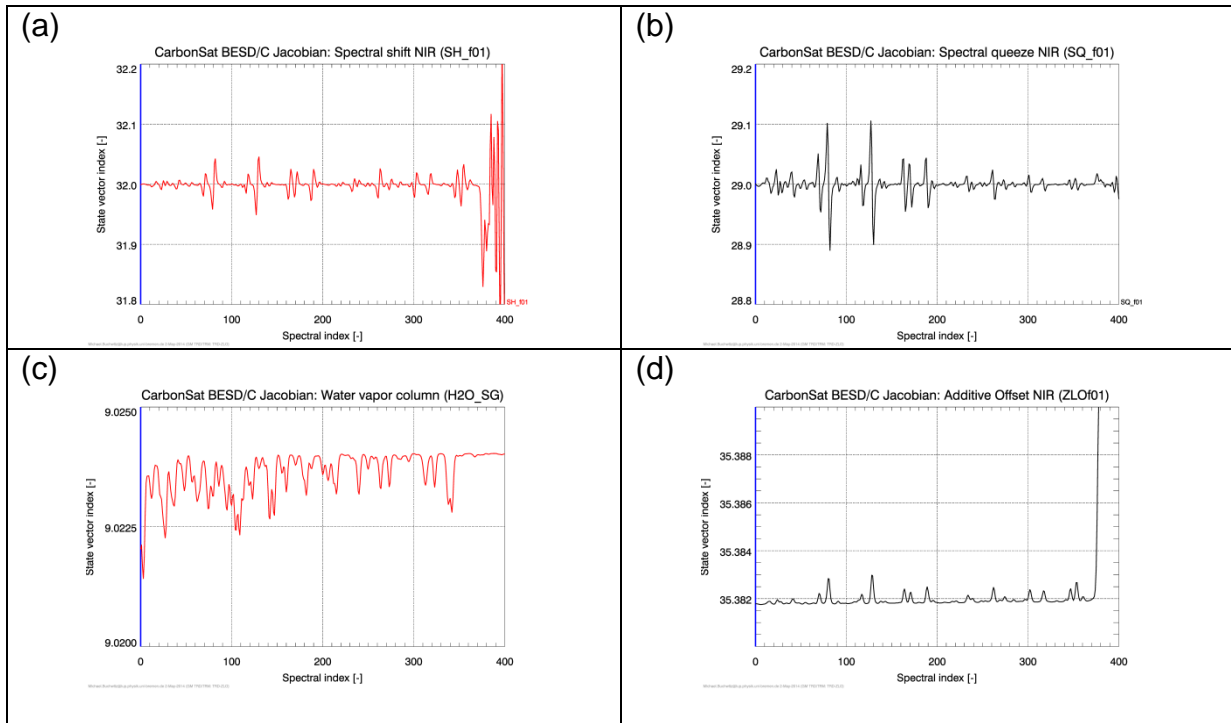 (a)
CarbonSat BESD/C Jacobian: Spectral shift NIR (SH_f01)
32.2
32.1
32.0
31.9
31.8
State vector index [-]
0 100 200 300 400
SH_f01
Spectral index [-]
(b)
CarbonSat BESD/C Jacobian: Spectral queeze NIR (SQ_f01)
29.2
29.1
29.0
28.9
28.8
State vector index [-]
0 100 200 300 400
SQ_f01
Spectral index [-]
(c)
CarbonSat BESD/C Jacobian: Water vapor column (H2O_SG)
9.0250
9.0225
9.0200
State vector index [-]
0 100 200 300 400
Spectral index [-]
(d)
CarbonSat BESD/C Jacobian: Additive Offset NIR (ZLOf01)
35.388
35.386
35.384
35.382
State vector index [-]
0 100 200 300 400
Spectral index [-]